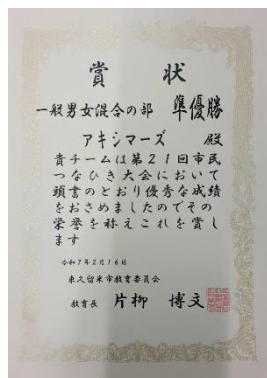 賞状
一般男女混合の部 準優勝
アキシマーズ 殿
貴チームは第21回市民
つなひき大会において
頭書のとおり優秀な成績
をおさめましたのでその
栄誉を称えこれを賞し
ます
令和7年2月16日
東久留米市教育委員会
教育長 片柳 博文